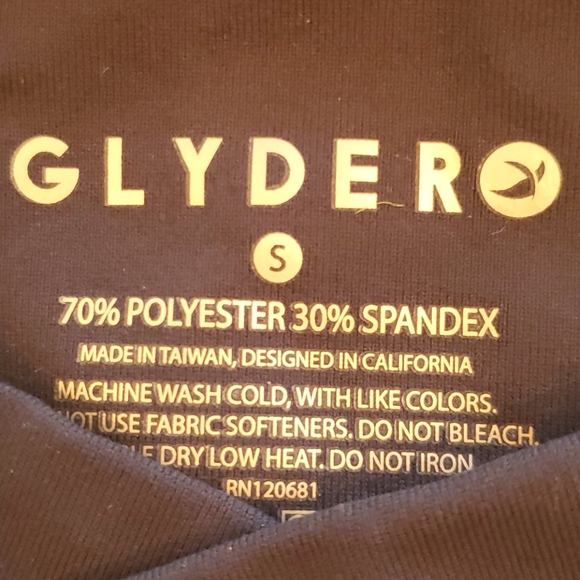 GLYDER
S
70% POLYESTER 30% SPANDEX
MADE IN TAIWAN, DESIGNED IN CALIFORNIA
MACHINE WASH COLD, WITH LIKE COLORS.
NOT USE FABRIC SOFTENERS. DO NOT BLEACH.
DRY LOW HEAT. DO NOT IRON
RN120681